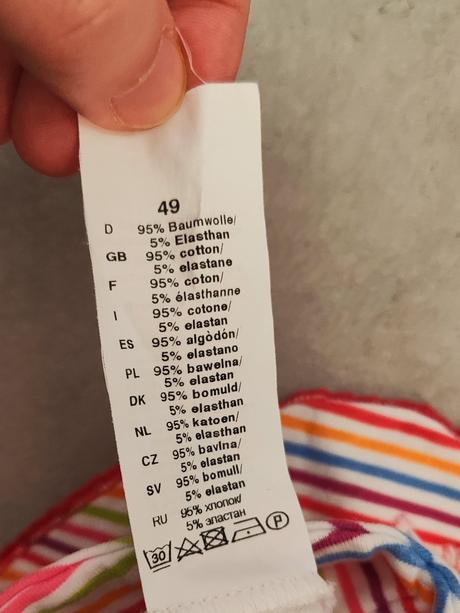 49
D 95% Baumwolle/
5% Elasthan
GB 95% cotton/
5% elastane
F 95% coton/
5% élasthanne
I 95% cotone/
5% elastan
ES 95% algòdón/
5% elastano
PL 95% bawełna/
5% elastan
DK 95% bomuld/
5% elasthan
NL 95% katoen/
5% elasthan
CZ 95% bavlna/
5% elastan
SV 95% bomull/
5% elastan
RU 95% хлопок/
5% эластан
30 P